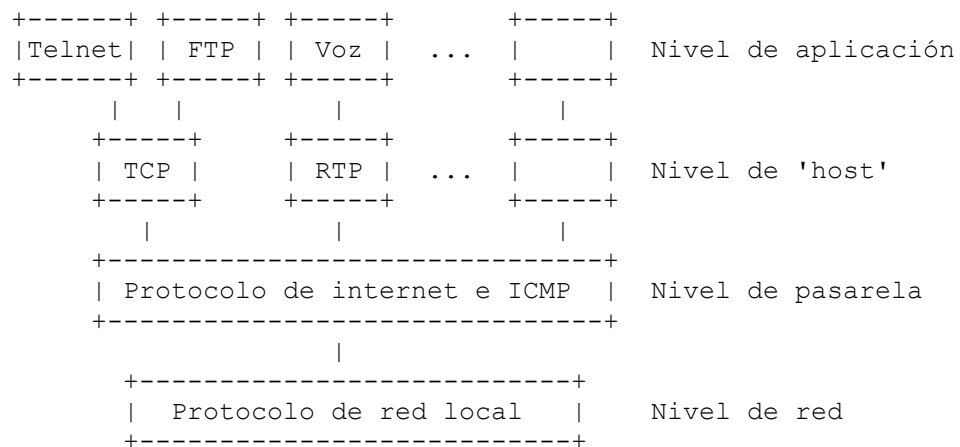 Telnet FTP Voz ... Nivel de aplicación
TCP RTP ... Nivel de 'host'
Protocolo de internet e ICMP Nivel de pasarela
Protocolo de red local Nivel de red